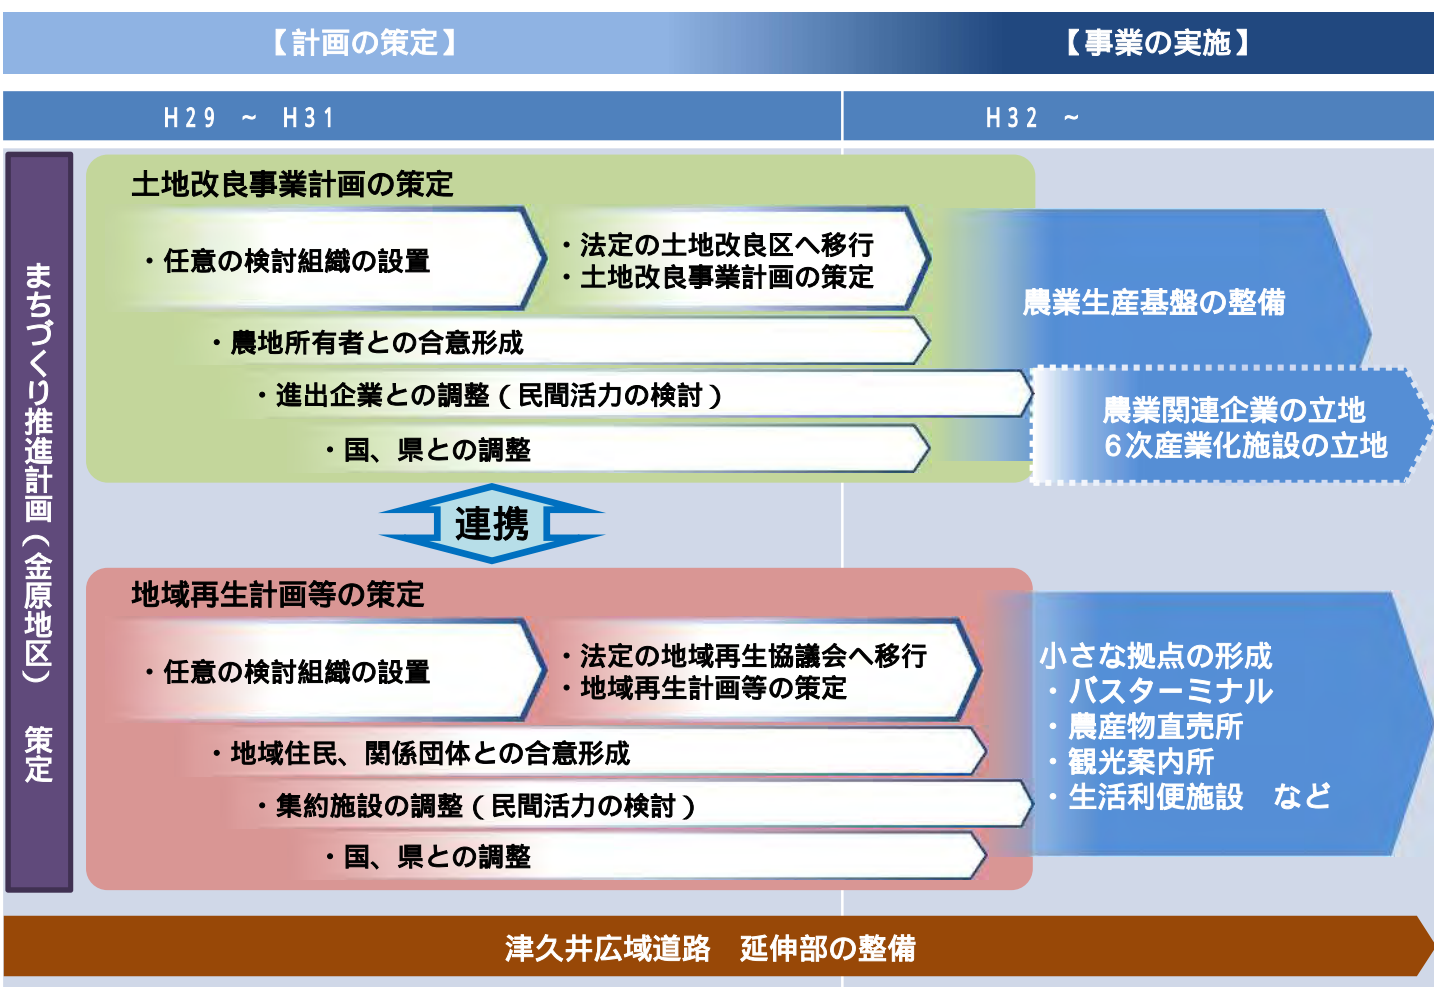 【計画の策定】
【事業の実施】
H29 ~ H31
H32 ~
まちづくり推進計画(金原地区) 策定
土地改良事業計画の策定
・任意の検討組織の設置
・法定の土地改良区へ移行
・土地改良事業計画の策定
・農地所有者との合意形成
・進出企業との調整(民間活力の検討)
・国、県との調整
農業生産基盤の整備
農業関連企業の立地
6次産業化施設の立地
連携
地域再生計画等の策定
・任意の検討組織の設置
・法定の地域再生協議会へ移行
・地域再生計画等の策定
・地域住民、関係団体との合意形成
・集約施設の調整(民間活力の検討)
・国、県との調整
小さな拠点の形成
・バスターミナル
・農産物直売所
・観光案内所
・生活利便施設 など
津久井広域道路 延伸部の整備